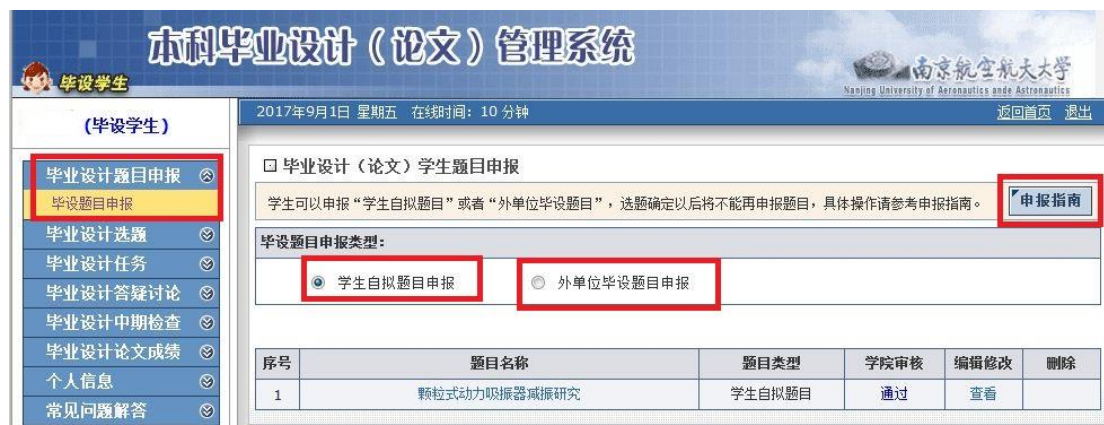 本科毕业设计（论文）管理系统
毕设学生
南京航空航天大学
Nanjing University of Aeronautics ande Astronautics
(毕设学生)
2017年9月1日 星期五 在线时间：10 分钟
返回首页 退出
毕业设计题目申报
毕设题目申报
毕业设计选题
毕业设计任务
毕业设计答疑讨论
毕业设计中期检查
毕业设计论文成绩
个人信息
常见问题解答
毕业设计（论文）学生题目申报
学生可以申报“学生自拟题目”或者“外单位毕设题目”，选题确定以后将不能再申报题目，具体操作请参考申报指南。
申报指南
毕设题目申报类型：
学生自拟题目申报 外单位毕设题目申报
序号 题目名称 题目类型 学院审核 编辑修改 删除
1 颗粒式动力吸振器减振研究 学生自拟题目 通过 查看